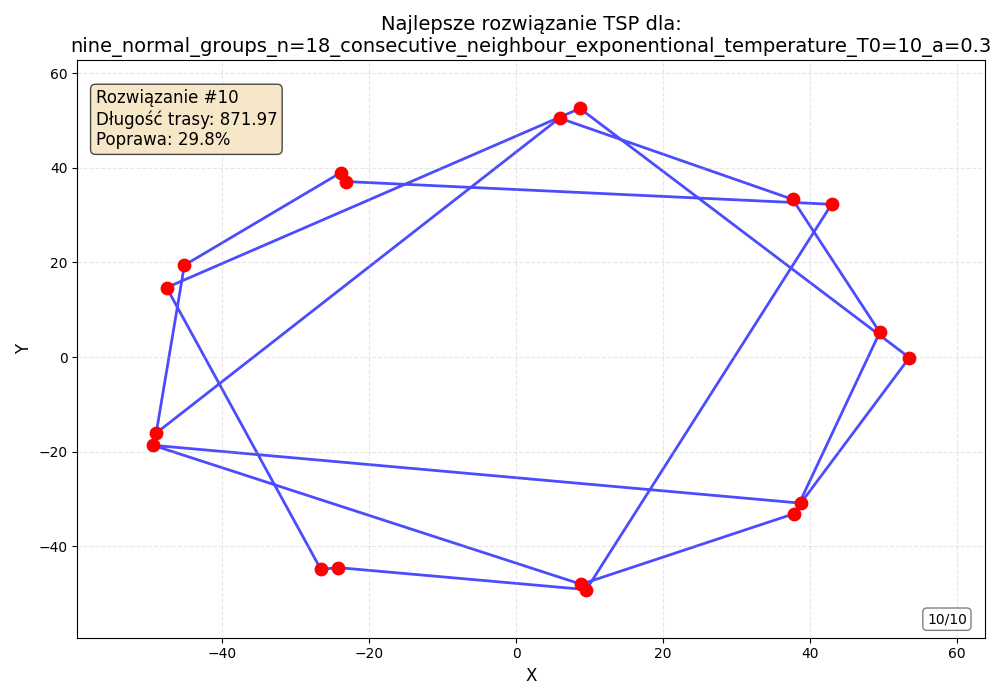 Najlepsze rozwiązanie TSP dla:
nine_normal_groups_n=18_consecutive_neighbour_exponentional_temperature_T0=10_a=0.3
Rozwiązanie #10
Długość trasy: 871.97
Poprawa: 29.8%
60
40
20
0
−20
−40
Y
−40
−20
0
20
40
60
X
10/10